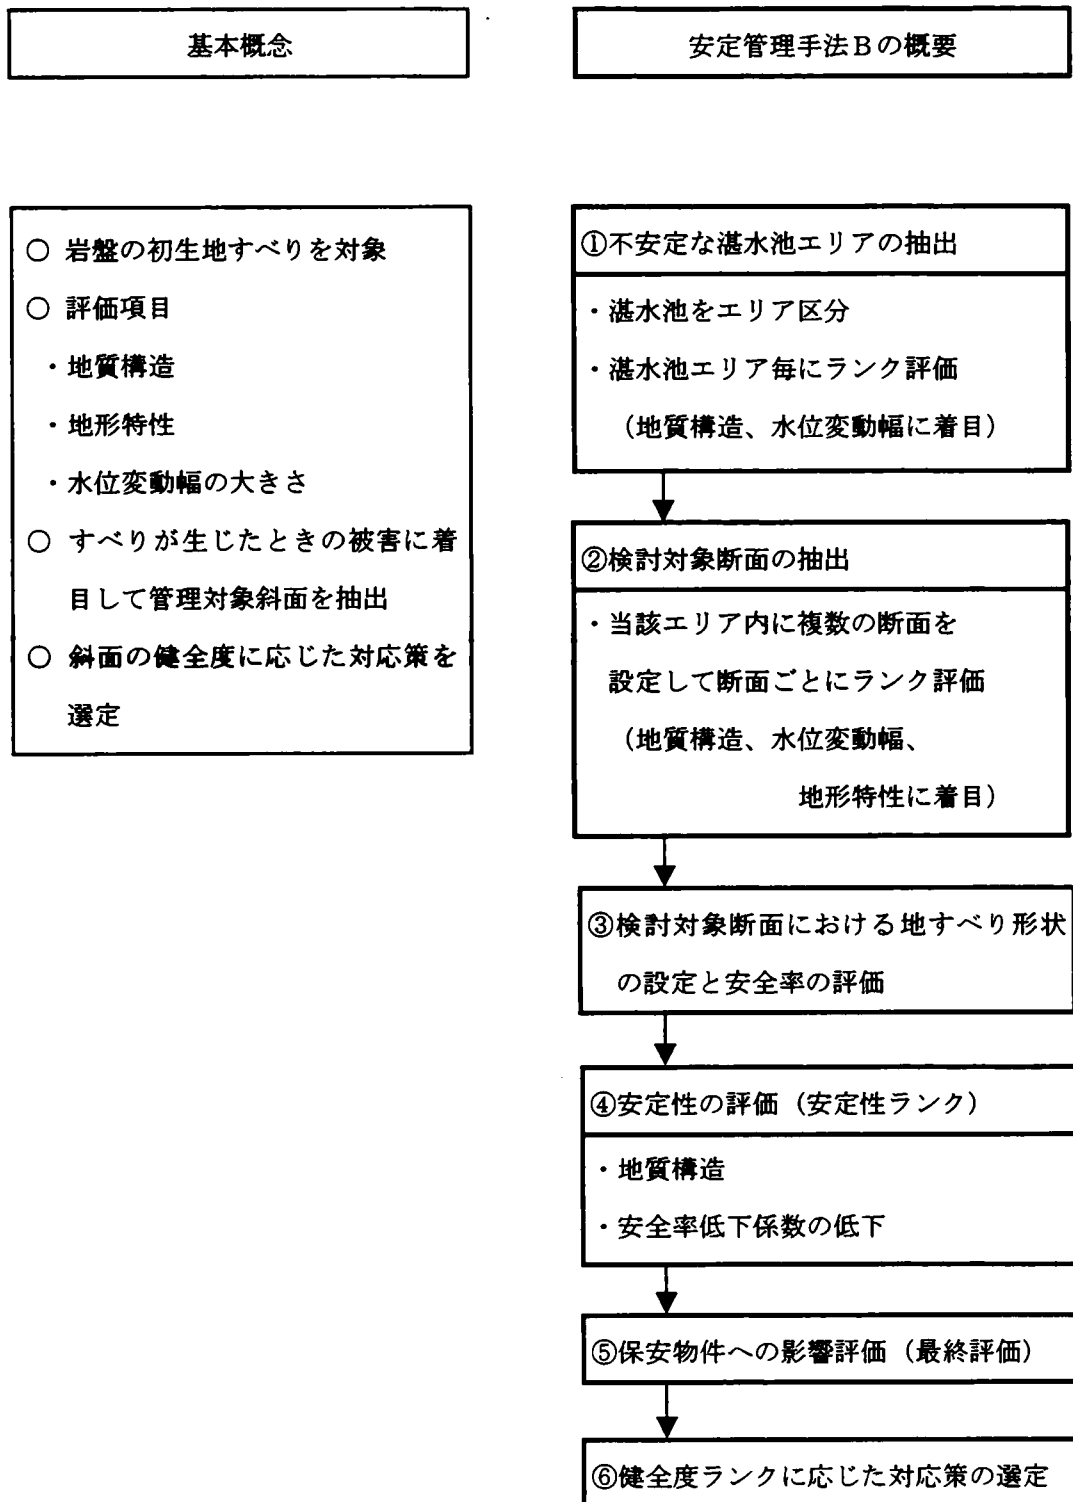 基本概念
安定管理手法Bの概要
○ 岩盤の初生地すべりを対象
○ 評価項目
・地質構造
・地形特性
・水位変動幅の大きさ
○ すべりが生じたときの被害に着
目して管理対象斜面を抽出
○ 斜面の健全度に応じた対応策を
選定
①不安定な湛水池エリアの抽出
・湛水池をエリア区分
・湛水池エリア毎にランク評価
（地質構造、水位変動幅に着目）
②検討対象断面の抽出
・当該エリア内に複数の断面を
設定して断面ごとにランク評価
（地質構造、水位変動幅、
地形特性に着目）
③検討対象断面における地すべり形状
の設定と安全率の評価
④安定性の評価（安定性ランク）
・地質構造
・安全率低下係数の低下
⑤保安物件への影響評価（最終評価）
⑥健全度ランクに応じた対応策の選定